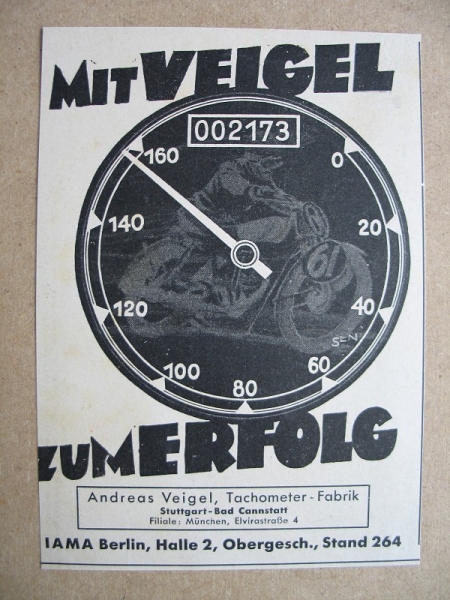 MIT VEIGEL
002173
160
0
140
20
120
40
100
60
80
61
SEN
ZUM ERFOLG
Andreas Veigel, Tachometer-Fabrik
Stuttgart-Bad Cannstatt
Filiale: München, Elvirastraße 4
IAMA Berlin, Halle 2, Obergesch., Stand 264